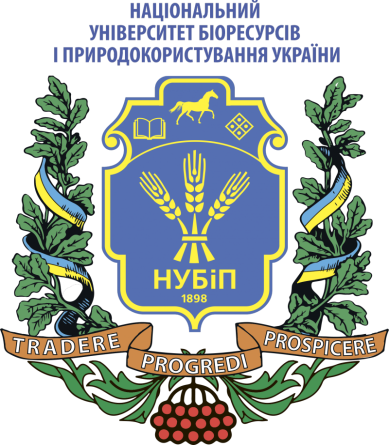 НАЦІОНАЛЬНИЙ
УНІВЕРСИТЕТ БІОРЕСУРСІВ
І ПРИРОДОКОРИСТУВАННЯ УКРАЇНИ
НУБіП
1898
TRADERE
PROGREDI
PROSPICERE